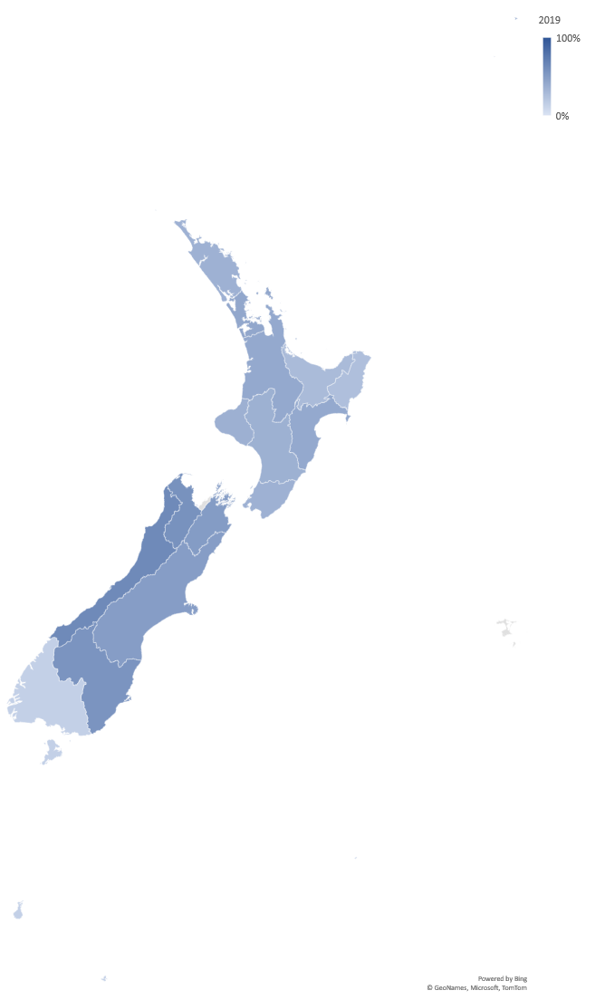 2019
100%
0%
Powered by Bing
© GeoNames, Microsoft, TomTom